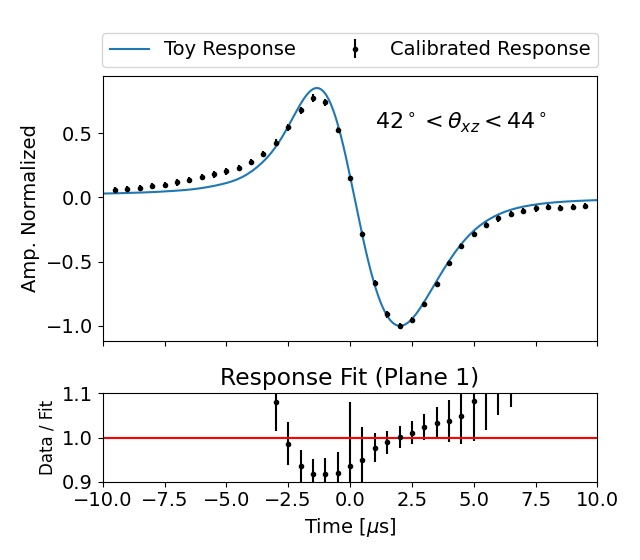 Toy Response Calibrated Response
42° < θxz < 44°
Amp. Normalized
0.5
0.0
−0.5
−1.0
Response Fit (Plane 1)
Data / Fit
1.1
1.0
0.9
−10.0 −7.5 −5.0 −2.5 0.0 2.5 5.0 7.5 10.0
Time [μs]